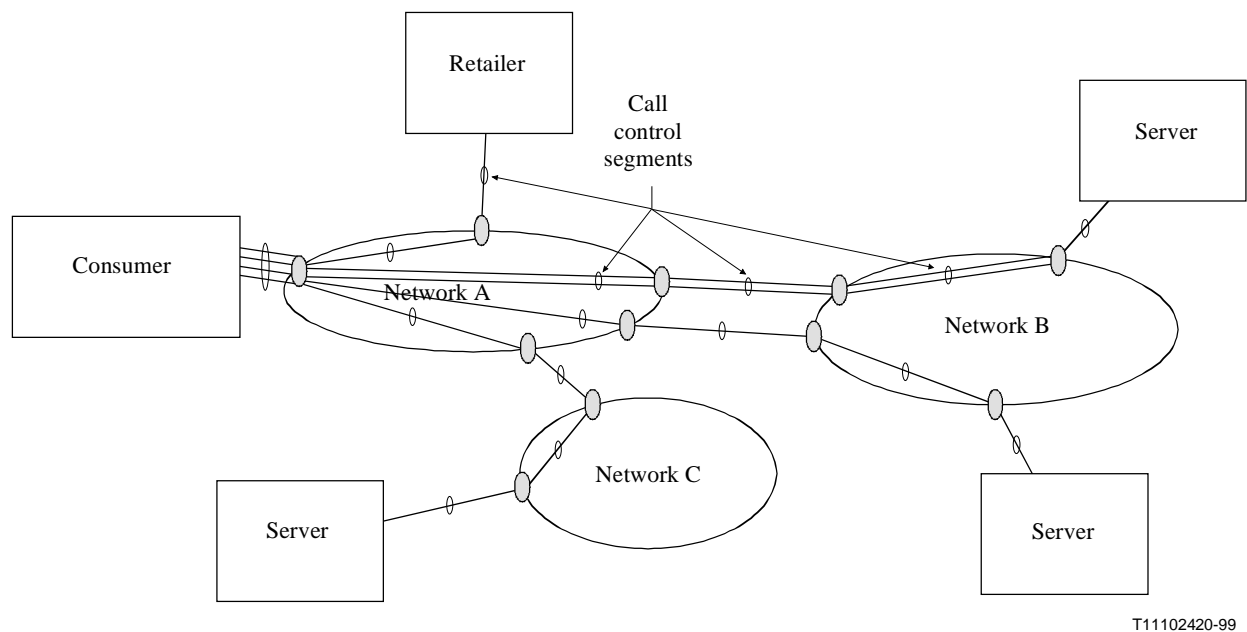 Retailer
Call
control
segments
Server
Consumer
Network A
Network B
Network C
Server
Server
T11102420-99